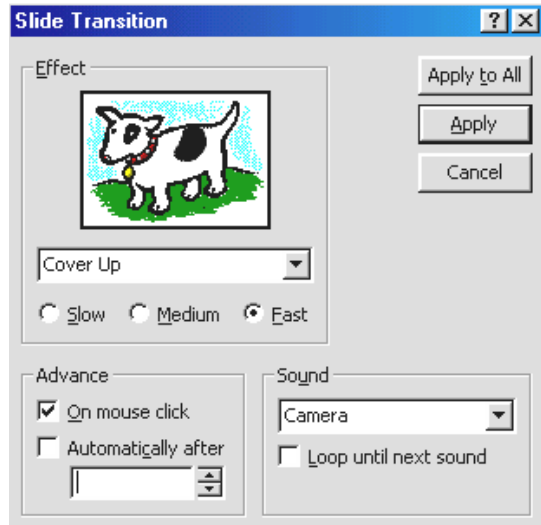 Slide Transition
Effect
Apply to All
Apply
Cancel
Cover Up
Slow Medium Fast
Advance
On mouse click
Automatically after
Sound
Camera
Loop until next sound